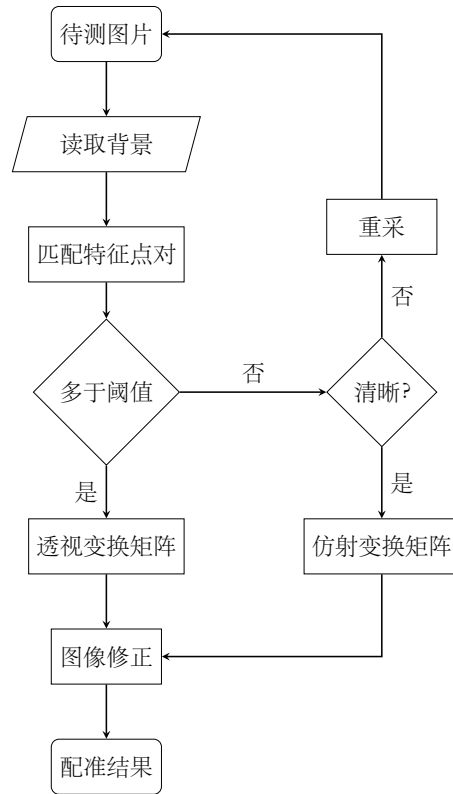 待测图片
读取背景
重采
匹配特征点对
否
否
多于阈值
清晰?
是
是
透视变换矩阵
仿射变换矩阵
图像修正
配准结果